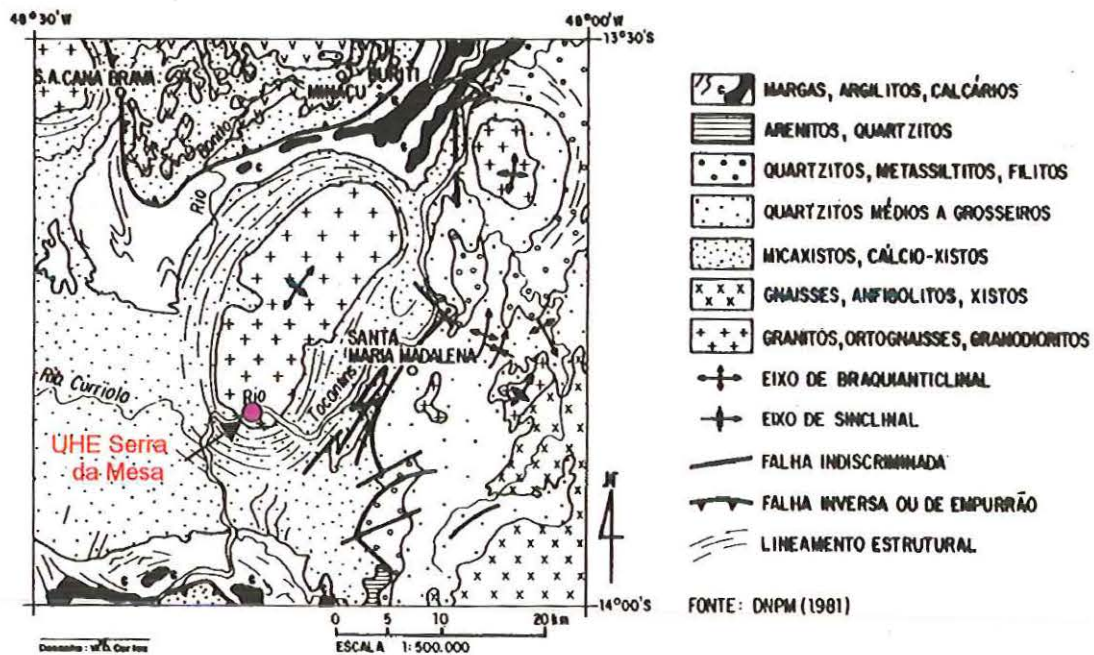 48°30'W
48°00'W
13°30'S
S.A. CANA BRAVA
BURITI
MINAÇU
Rio
Bonito
SANTA
MARIA MADALENA
Rio
Tocantins
Rio Curriola
UHE Serra
da Mesa
14°00'S
N
0 5 10 20 km
ESCALA 1:500.000
MARGAS, ARGILITOS, CALCÁRIOS
ARENITOS, QUARTZITOS
QUARTZITOS, METASSILTITOS, FILITOS
QUARTZITOS MÉDIOS A GROSSEIROS
MICAXISTOS, CÁLCIO-XISTOS
GNAISSES, ANFIBOLITOS, XISTOS
GRANITOS, ORTOGNAISSES, GRANODIORITOS
EIXO DE BRAQUIANTICLINAL
EIXO DE SINCLINAL
FALHA INDISCRIMINADA
FALHA INVERSA OU DE EMPURRÃO
LINEAMENTO ESTRUTURAL
FONTE: DNPM (1981)